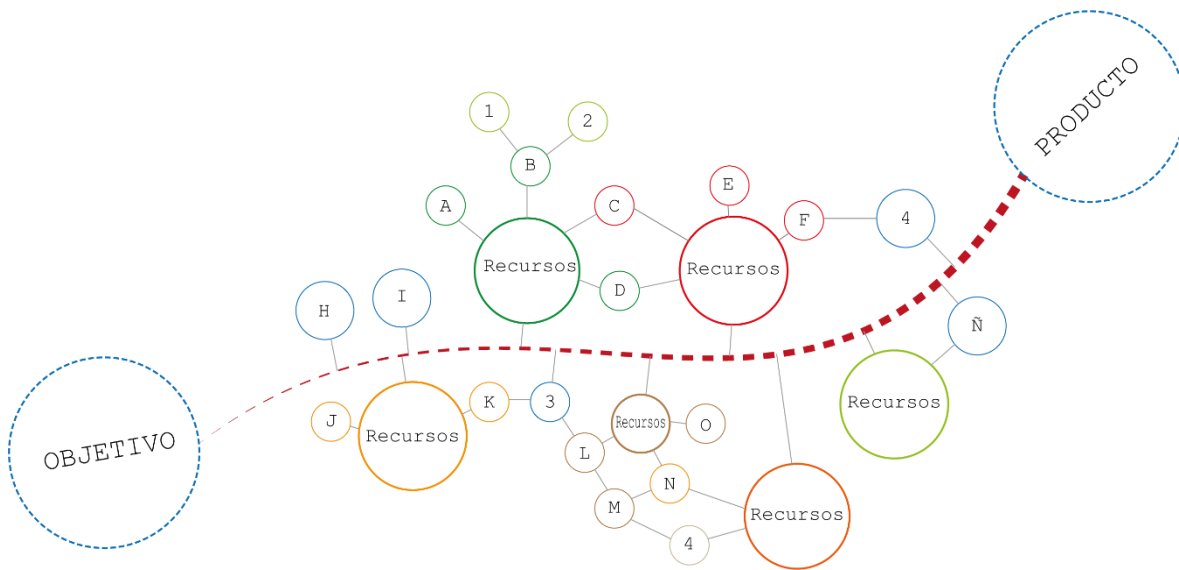 PRODUCTO
1
2
B
E
A
C
F
4
Recursos
Recursos
D
I
H
Ñ
K
3
Recursos
J
Recursos
O
Recursos
OBJETIVO
L
N
M
Recursos
4